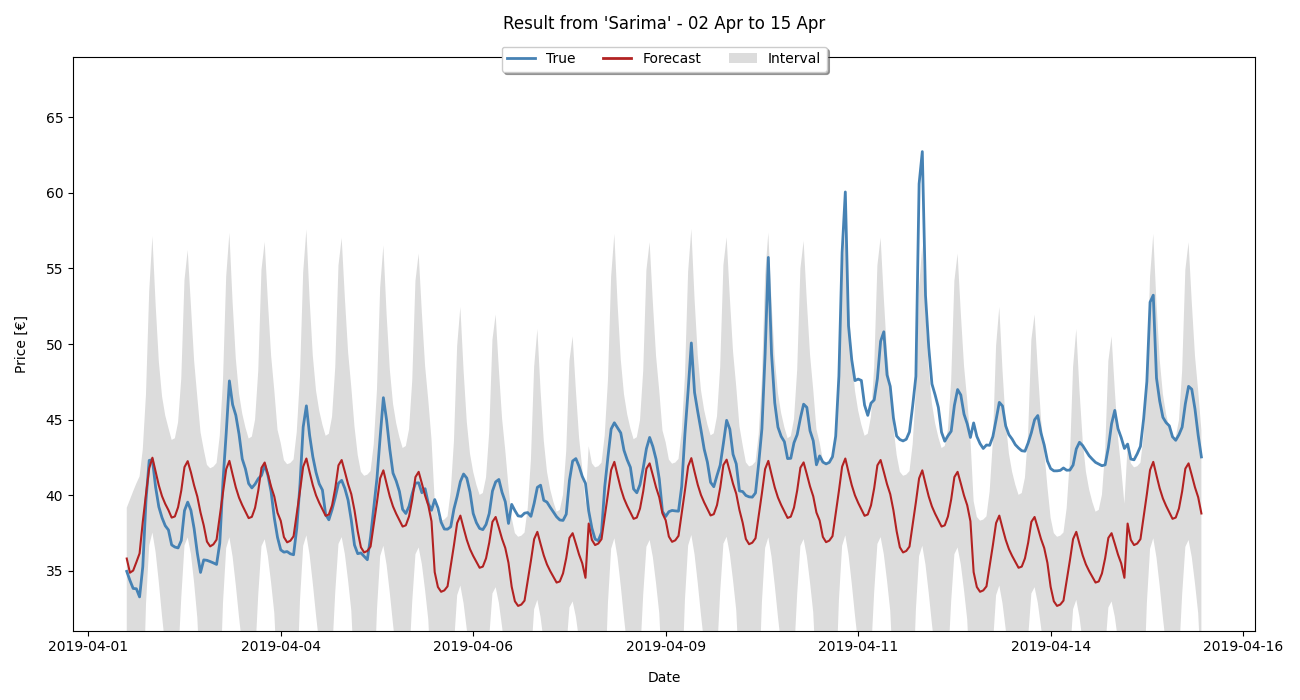 Result from 'Sarima' - 02 Apr to 15 Apr
True Forecast Interval
65
60
55
50
45
40
35
Price [€]
2019-04-01 2019-04-04 2019-04-06 2019-04-09 2019-04-11 2019-04-14 2019-04-16
Date